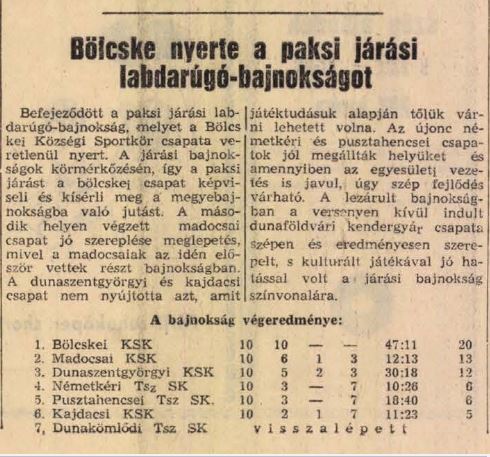 Bölcske nyerte a paksi járási
labdarúgó-bajnokságot
Befejeződött a paksi járási lab-
darúgó-bajnokság, melyet a Bölcs
kei Községi Sportkör csapata ve-
retlenül nyert. A járási bajnok-
ságok körmérkőzésén, így a paksi
járást a bölcskei csapat képvi-
seli és kísérli meg a megyebaj-
nokságba való jutást. A máso-
dik helyen végzett madocsai
csapat jó szereplése meglepetés,
mivel a madocsaiak az idén elő-
ször vettek részt bajnokságban.
A dunaszentgyörgyi és kajdacsi
csapat nem nyújtotta azt, amit
játéktudásuk alapján tőlük vár-
ni lehetett volna. Az újonc né-
metkéri és pusztahencsei csapa-
tok jól megállták helyüket és
amennyiben az egyesületi veze-
tés is javul, úgy szép fejlődés
várható. A lezárult bajnokság-
ban a versenyen kívül indult
dunaföldvári kendergyár csapata
szépen és eredményesen szere-
pelt, s kulturált játékával jó ha-
tással volt a járási bajnokság
színvonalára.
A bajnokság végeredménye:
1. Bölcskei KSK 10 10 — — 47:11 20
2. Madocsai KSK 10 6 1 3 12:13 13
3. Dunaszentgyörgyi KSK 10 5 2 3 30:18 12
4. Németkéri Tsz SK 10 3 — 7 10:26 6
5. Pusztahencsei Tsz SK. 10 3 — 7 18:40 6
6. Kajdacsi KSK 10 2 1 7 11:23 5
7. Dunakömlődi Tsz SK visszalépett